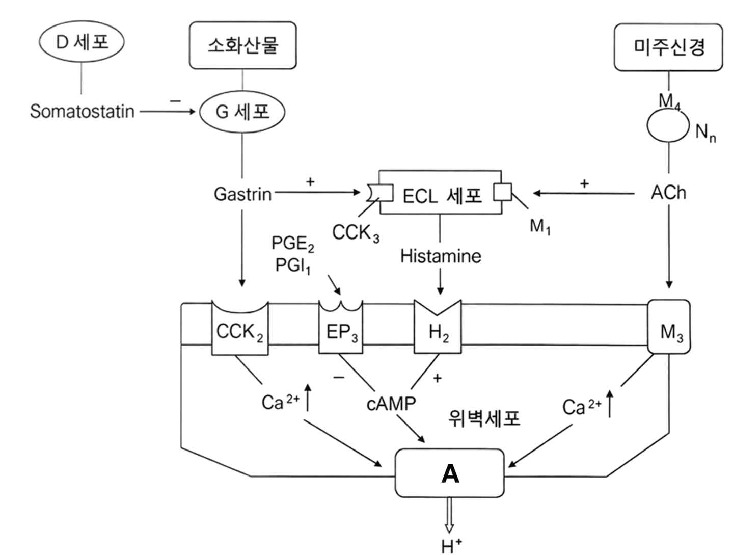 D 세포
소화산물
미주신경
Somatostatin
−
G 세포
M4
Nn
Gastrin
+
ECL 세포
+
ACh
CCK3
M1
PGE2
PGI1
Histamine
CCK2
EP3
H2
M3
−
+
Ca2+
cAMP
위벽세포
Ca2+
A
H+